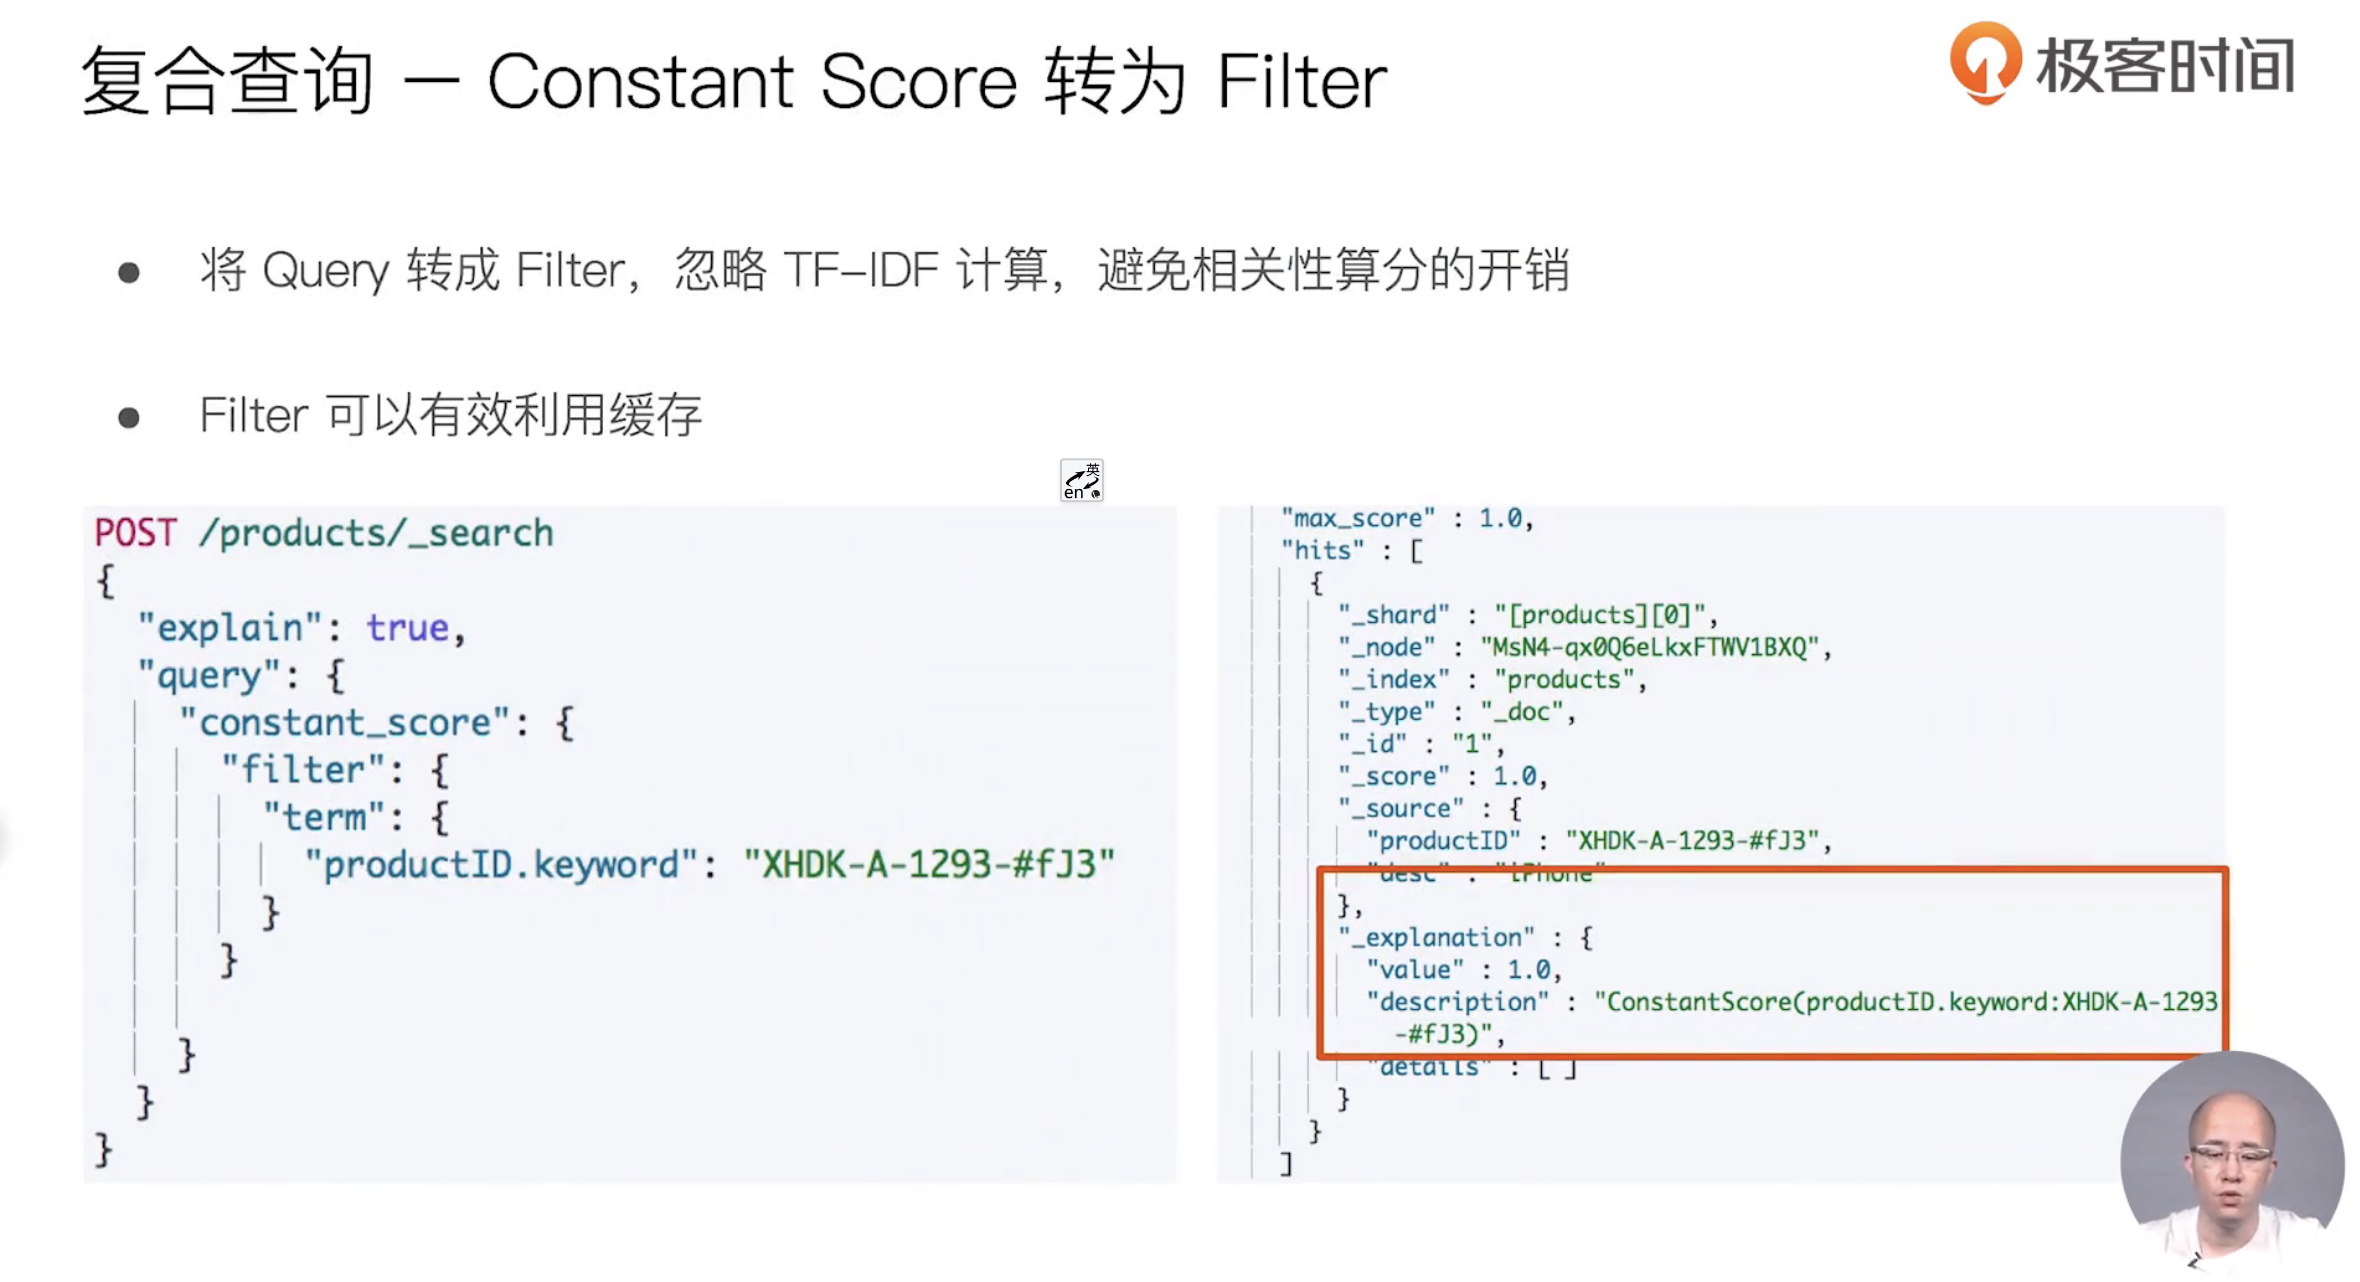 复合查询 – Constant Score 转为 Filter
极客时间
● 将 Query 转成 Filter，忽略 TF-IDF 计算，避免相关性算分的开销
● Filter 可以有效利用缓存
英
en
POST /products/_search
{
"explain": true,
"query": {
"constant_score": {
"filter": {
"term": {
"productID.keyword": "XHDK-A-1293-#fJ3"
}
}
}
}
}
"max_score" : 1.0,
"hits" : [
{
"_shard" : "[products][0]",
"_node" : "MsN4-qx0Q6eLkxFTWV1BXQ",
"_index" : "products",
"_type" : "_doc",
"_id" : "1",
"_score" : 1.0,
"_source" : {
"productID" : "XHDK-A-1293-#fJ3",
"desc" : "iPhone"
},
"_explanation" : {
"value" : 1.0,
"description" : "ConstantScore(productID.keyword:XHDK-A-1293
-#fJ3)",
"details" : [ ]
}
}
]